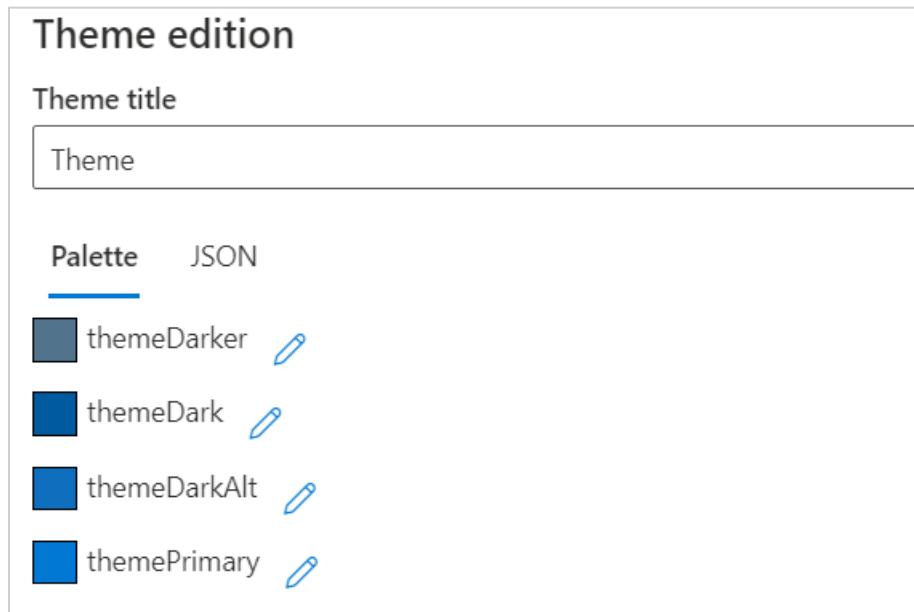 Theme edition
Theme title
Theme
Palette JSON
themeDarker
themeDark
themeDarkAlt
themePrimary